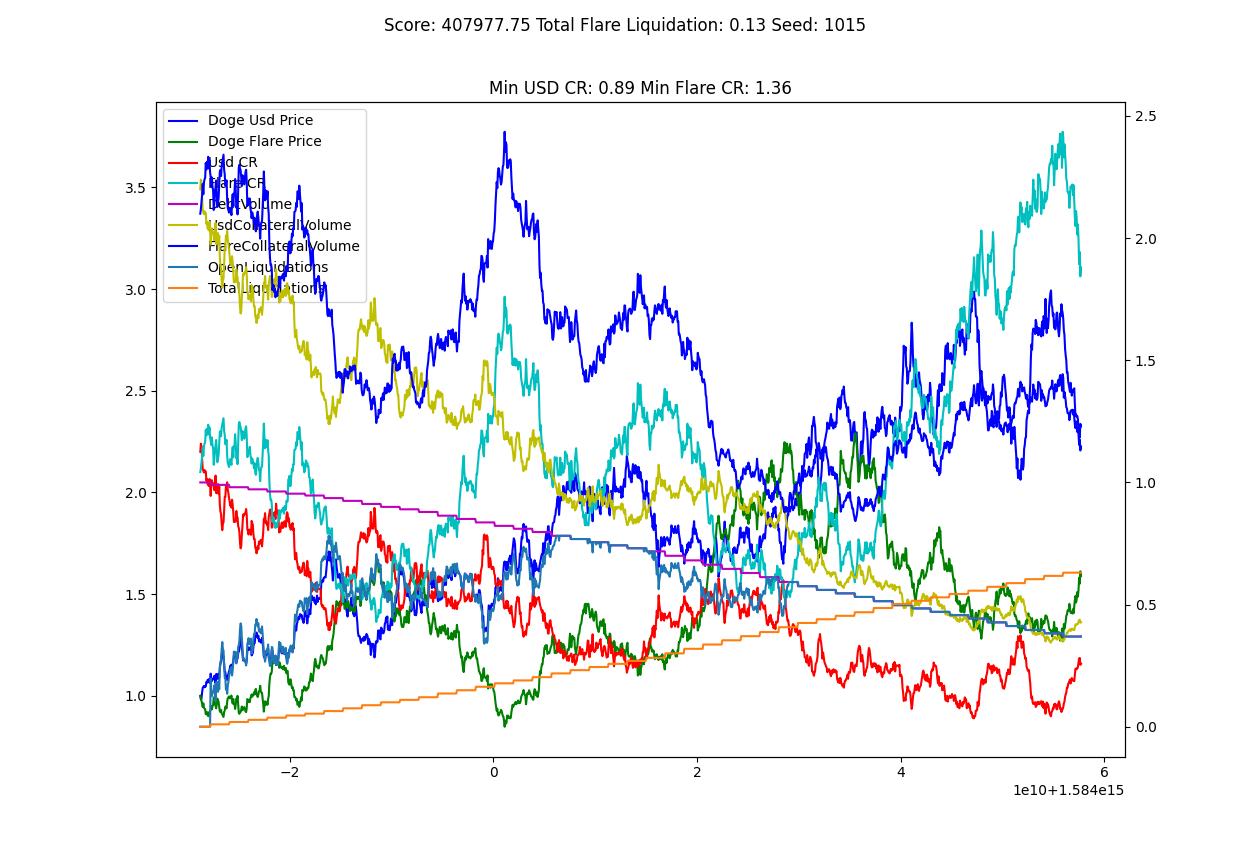 Score: 407977.75 Total Flare Liquidation: 0.13 Seed: 1015
Min USD CR: 0.89 Min Flare CR: 1.36
Doge Usd Price
Doge Flare Price
Usd CR
Flare CR
DebtVolume
UsdCollateralVolume
FlareCollateralVolume
OpenLiquidations
TotalLiquidations
3.5
3.0
2.5
2.0
1.5
1.0
2.5
2.0
1.5
1.0
0.5
0.0
−2
0
2
4
6
1e10+1.584e15